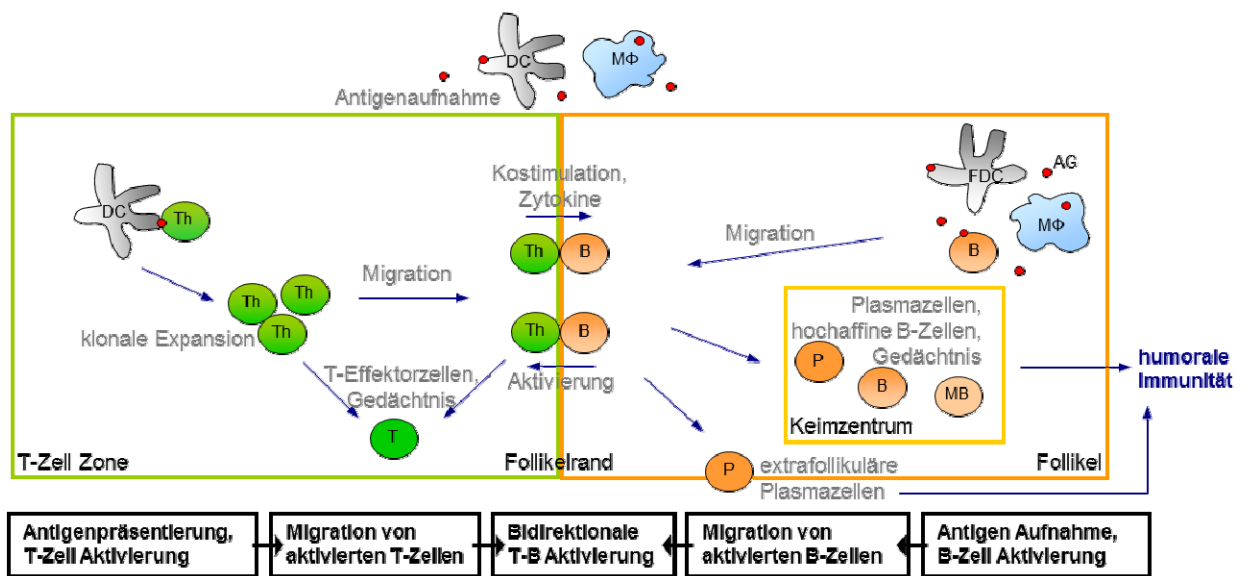 DC
MΦ
Antigenaufnahme
Kostimulation,
Zytokine
FDC
AG
DC
Th
MΦ
Th
B
Migration
B
Migration
Th
Th
Th
klonale Expansion
Plasmazellen,
hochaffine B-Zellen,
Gedächtnis
Th
B
P
B
MB
humorale
Immunität
T-Effektorzellen,
Gedächtnis
Aktivierung
Keimzentrum
T
T-Zell Zone
Follikelrand
Follikel
P
extrafollikuläre
Plasmazellen
Antigenpräsentierung,
T-Zell Aktivierung
Migration von
aktivierten T-Zellen
Bidirektionale
T-B Aktivierung
Migration von
aktivierten B-Zellen
Antigen Aufnahme,
B-Zell Aktivierung